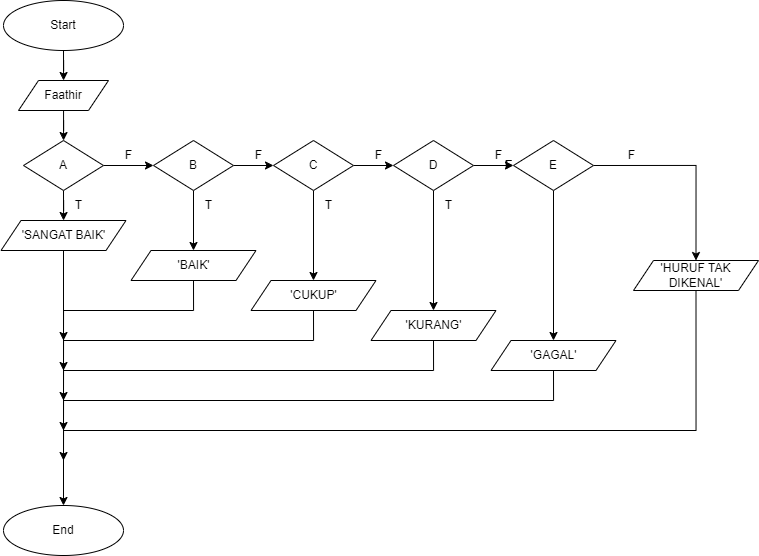 Start
Faathir
A
F
B
F
C
F
D
F
E
F
T
T
T
T
'SANGAT BAIK'
'BAIK'
'CUKUP'
'KURANG'
'GAGAL'
'HURUF TAK
DIKENAL'
End